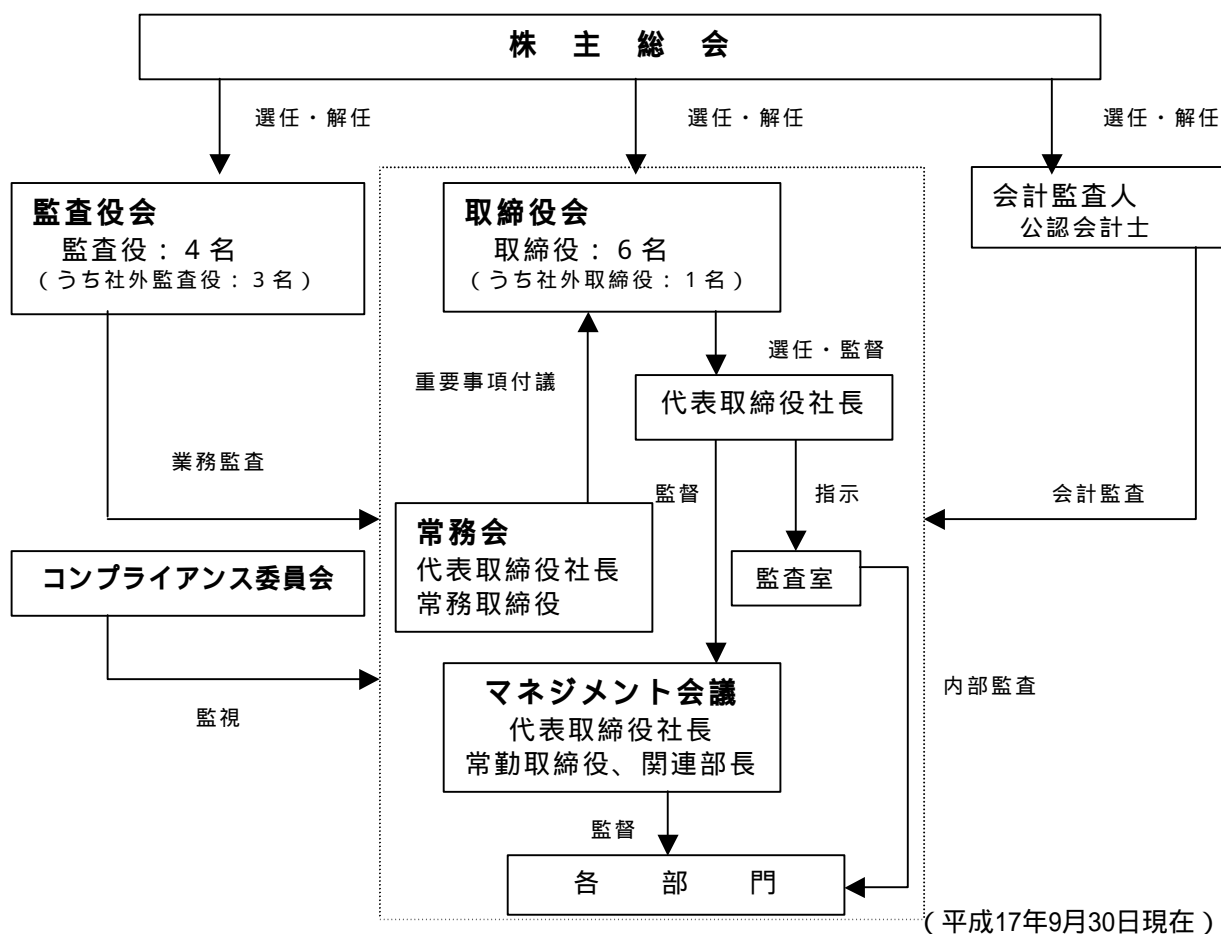 株 主 総 会
選任・解任
選任・解任
選任・解任
監査役会
監査役：４名
（うち社外監査役：３名）
取締役会
取締役：６名
（うち社外取締役：１名）
会計監査人
公認会計士
選任・監督
重要事項付議
代表取締役社長
業務監査
監督
指示
会計監査
常務会
代表取締役社長
常務取締役
コンプライアンス委員会
監査室
マネジメント会議
代表取締役社長
常勤取締役、関連部長
内部監査
監視
監督
各 部 門
（平成17年9月30日現在）